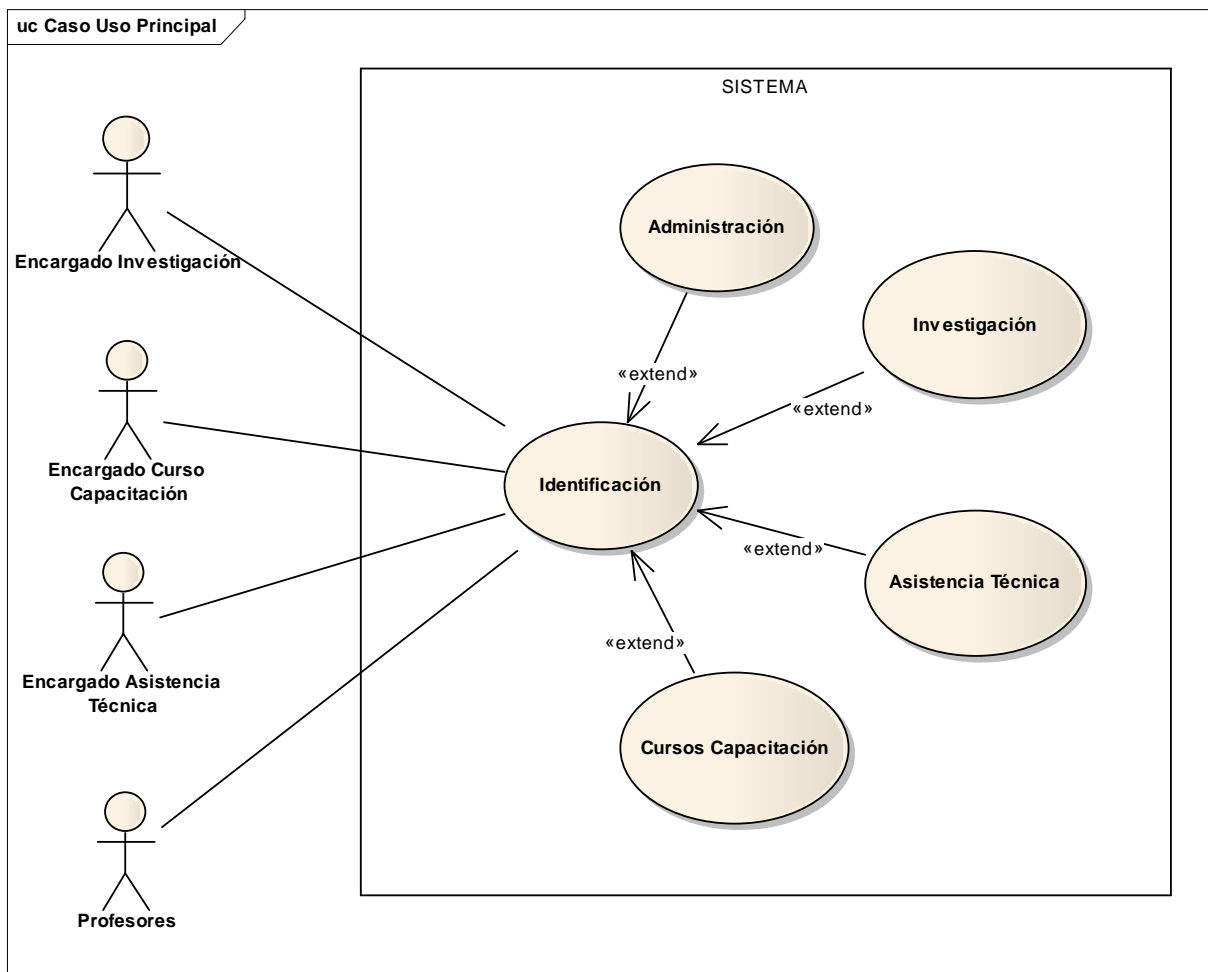 uc Caso Uso Principal
SISTEMA
Encargado Investigación
Encargado Curso
Capacitación
Encargado Asistencia
Técnica
Profesores
Administración
Investigación
«extend»
«extend»
Identificación
«extend»
Asistencia Técnica
«extend»
Cursos Capacitación